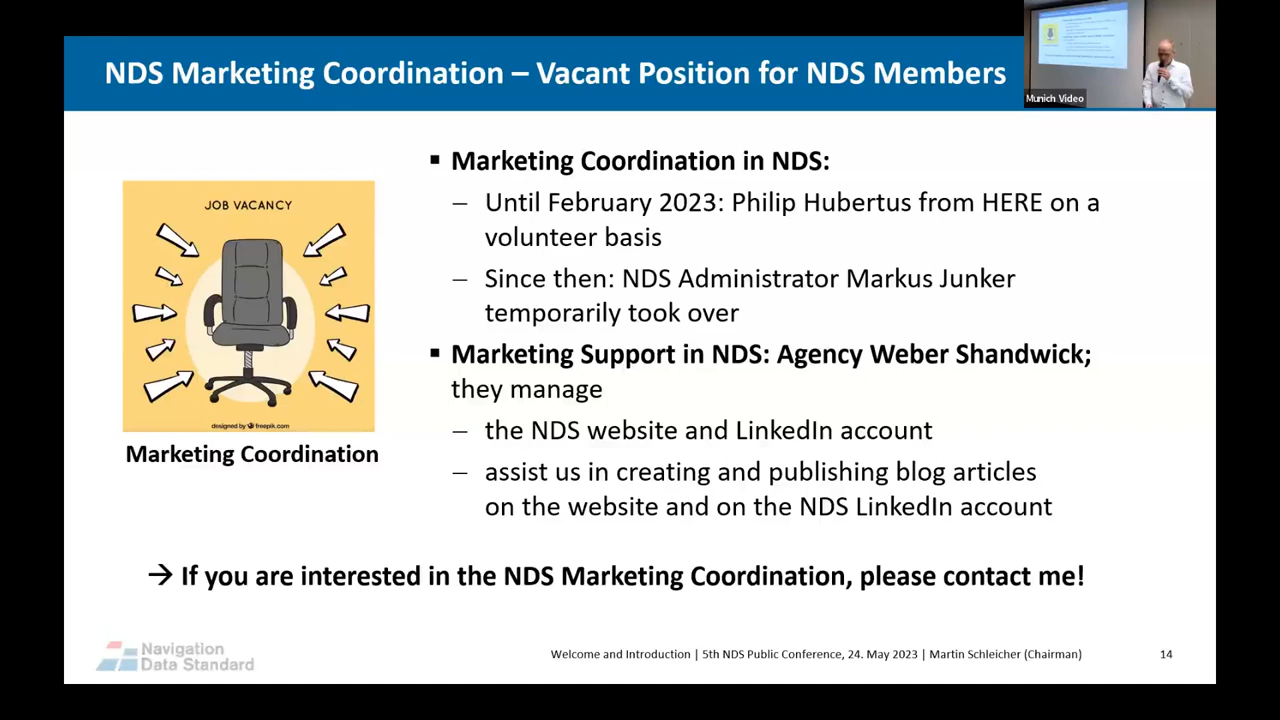 NDS Marketing Coordination – Vacant Position for NDS Members
Munich Video
JOB VACANCY
designed by freepik.com
Marketing Coordination
▪ Marketing Coordination in NDS:
– Until February 2023: Philip Hubertus from HERE on a
volunteer basis
– Since then: NDS Administrator Markus Junker
temporarily took over
▪ Marketing Support in NDS: Agency Weber Shandwick;
they manage
– the NDS website and LinkedIn account
– assist us in creating and publishing blog articles
on the website and on the NDS LinkedIn account
→ If you are interested in the NDS Marketing Coordination, please contact me!
Navigation
Data Standard
Welcome and Introduction | 5th NDS Public Conference, 24. May 2023 | Martin Schleicher (Chairman)
14